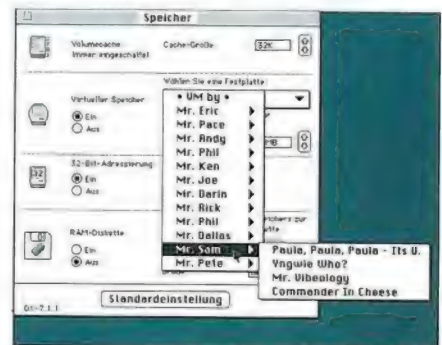 Speicher
Volumecache
Immer eingeschaltet
Cache-Größe
32K
Wählen Sie eine Festplatte
Virtueller Speicher
Ein
Aus
MB
32-Bit-Adressierung
Ein
Aus
RAM-Diskette
Ein
Aus
• VM by •
Mr. Eric
Mr. Pace
Mr. Andy
Mr. Phil
Mr. Ken
Mr. Joe
Mr. Darin
Mr. Rick
Mr. Phil
Mr. Dallas
Mr. Sam
Mr. Pete
Paula, Paula, Paula - Its U.
Yngwie Who?
Mr. Vibeology
Commander In Cheese
Standardeinstellung
D1-7.1.1